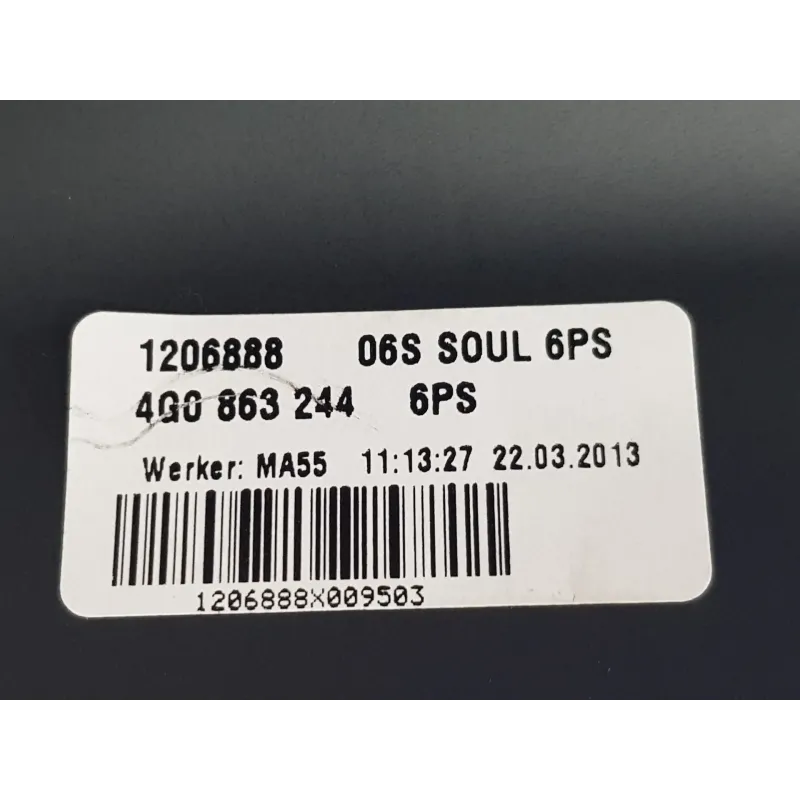 1206888 06S SOUL 6PS
4G0 863 244 6PS
Werker: MA55 11:13:27 22.03.2013
1206888X009503